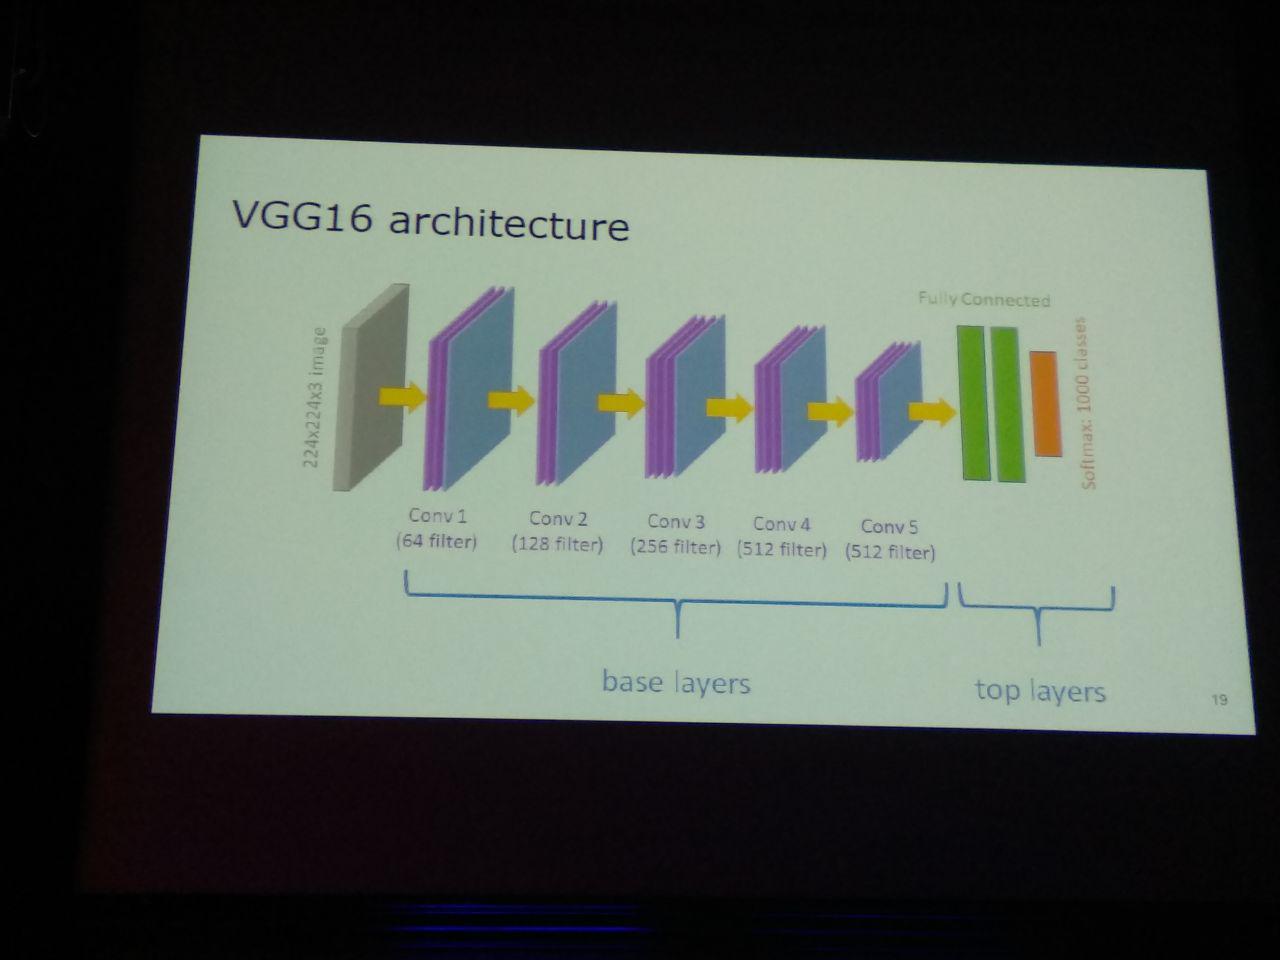 VGG16 architecture
224x224x3 image
Fully Connected
Softmax: 1000 classes
Conv 1
(64 filter)
Conv 2
(128 filter)
Conv 3
(256 filter)
Conv 4
(512 filter)
Conv 5
(512 filter)
base layers
top layers
19